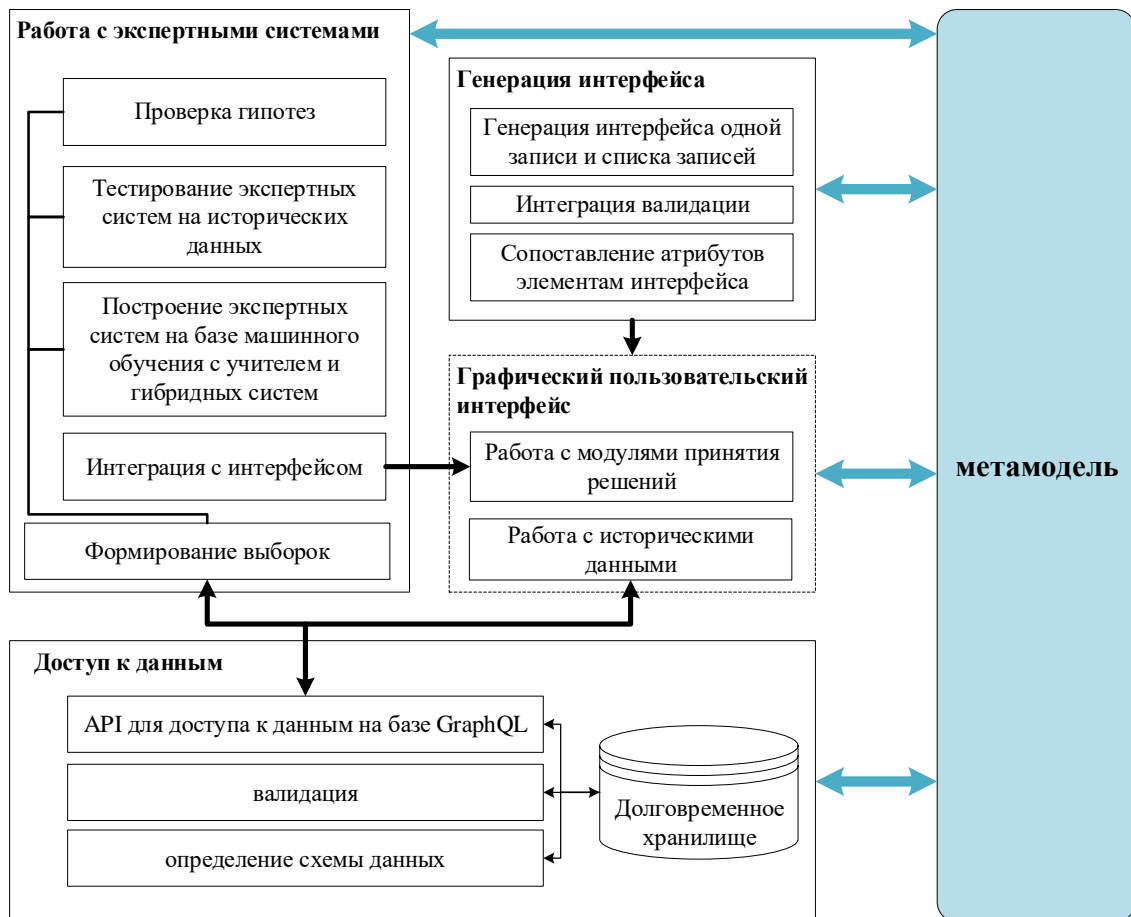 Работа с экспертными системами
Проверка гипотез
Тестирование экспертных
систем на исторических
данных
Построение экспертных
систем на базе машинного
обучения с учителем и
гибридных систем
Интеграция с интерфейсом
Формирование выборок
Генерация интерфейса
Генерация интерфейса одной
записи и списка записей
Интеграция валидации
Сопоставление атрибутов
элементам интерфейса
Графический пользовательский
интерфейс
Работа с модулями принятия
решений
Работа с историческими
данными
метамодель
Доступ к данным
API для доступа к данным на базе GraphQL
валидация
определение схемы данных
Долговременное
хранилище